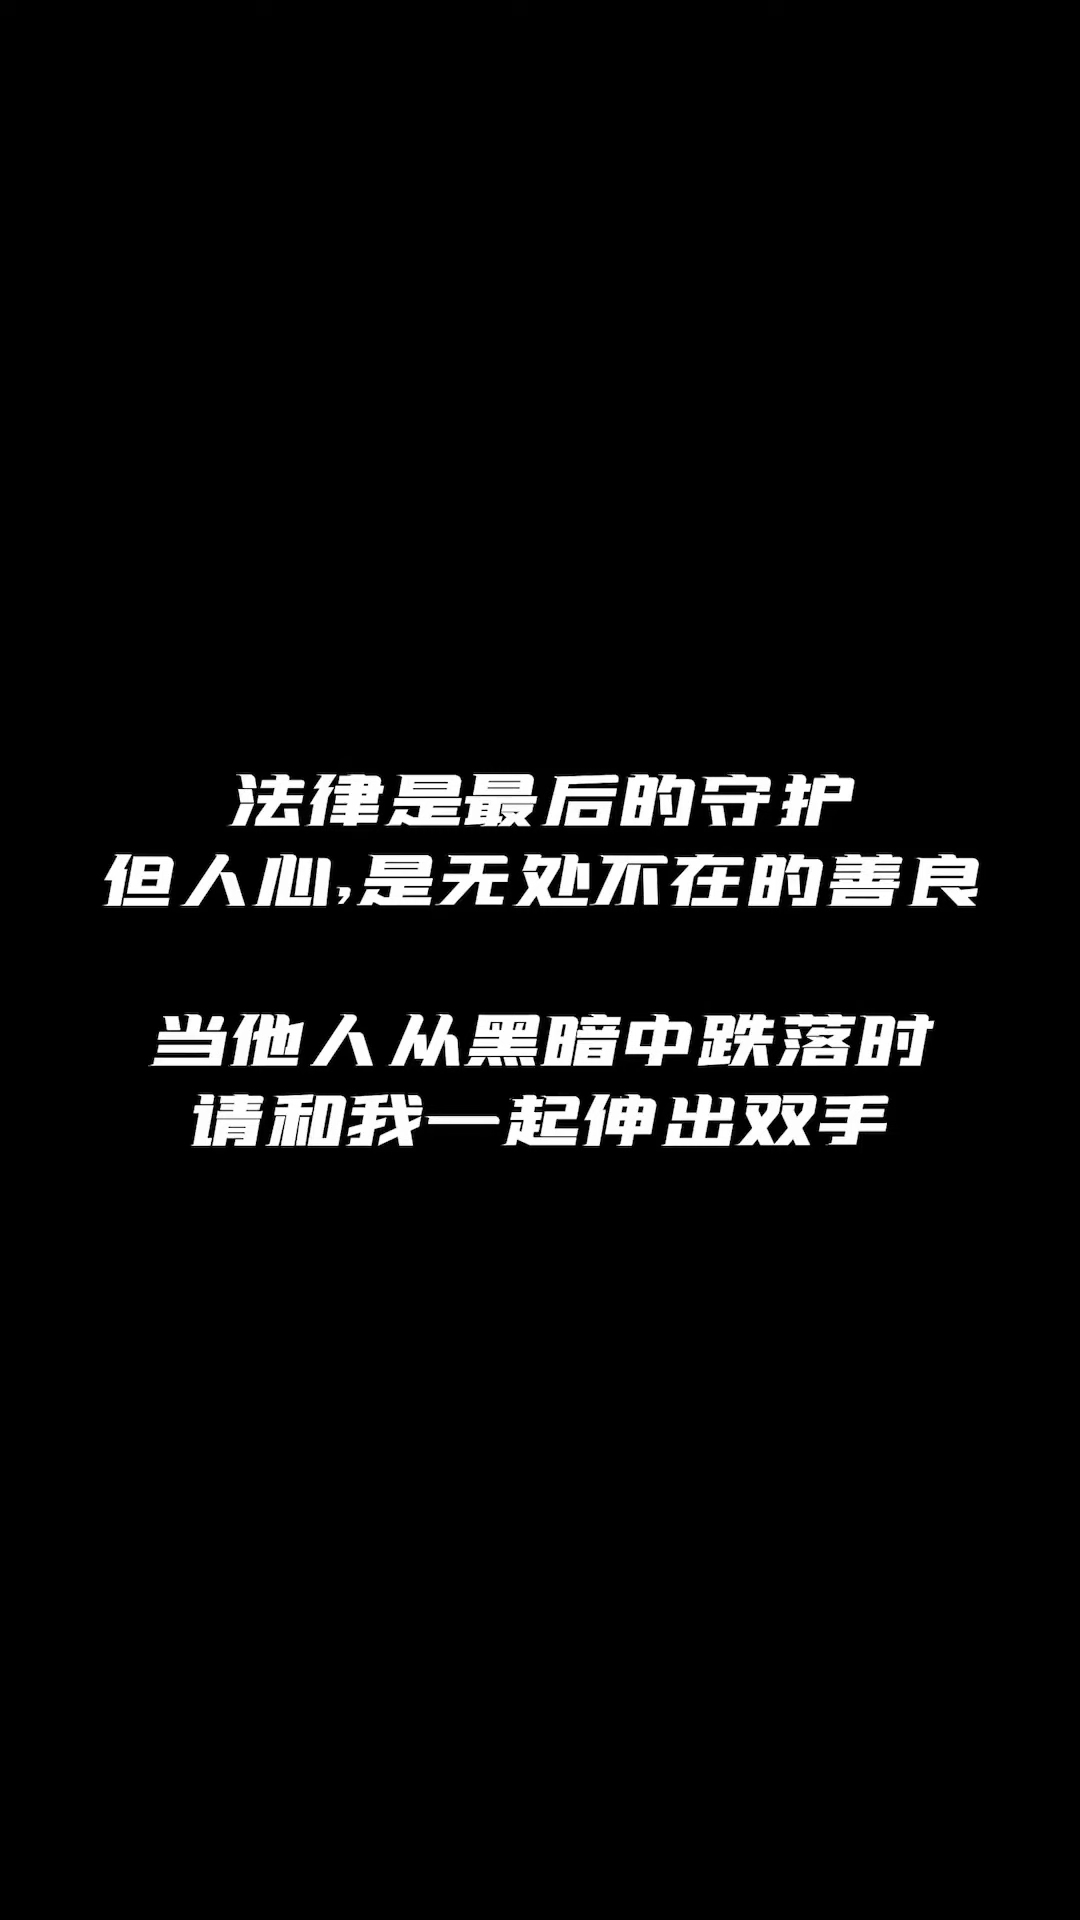 法律是最后的守护
但人心,是无处不在的善良
当他人从黑暗中跌落时
请和我一起伸出双手